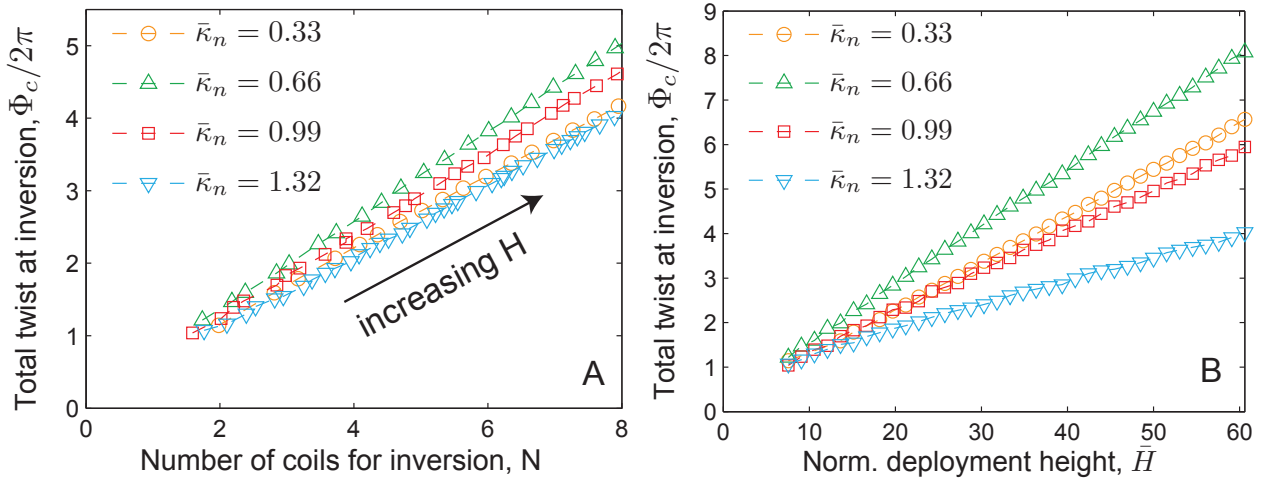 Total twist at inversion, Φ_c/2π
5
4
3
2
1
0
κ̄_n = 0.33
κ̄_n = 0.66
κ̄_n = 0.99
κ̄_n = 1.32
increasing H
A
0 2 4 6 8
Number of coils for inversion, N
Total twist at inversion, Φ_c/2π
9
8
7
6
5
4
3
2
1
0
κ̄_n = 0.33
κ̄_n = 0.66
κ̄_n = 0.99
κ̄_n = 1.32
B
0 10 20 30 40 50 60
Norm. deployment height, H̄